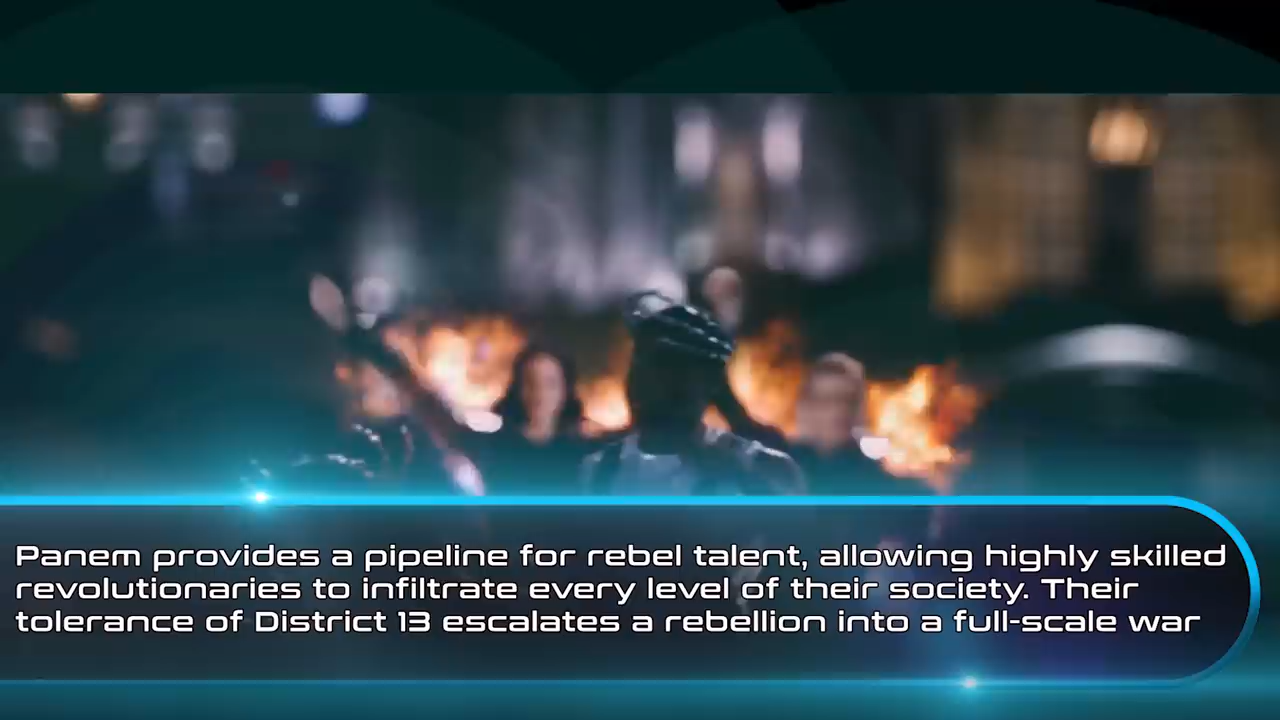 Panem provides a pipeline for rebel talent, allowing highly skilled
revolutionaries to infiltrate every level of their society. Their
tolerance of District 13 escalates a rebellion into a full-scale war